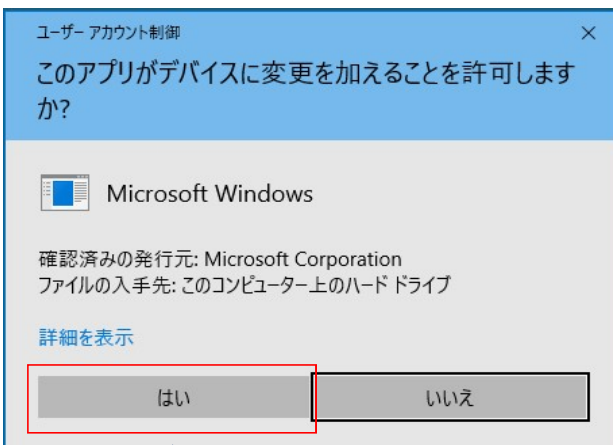 ユーザー アカウント制御
このアプリがデバイスに変更を加えることを許可します
か?
Microsoft Windows
確認済みの発行元: Microsoft Corporation
ファイルの入手先: このコンピューター上のハード ドライブ
詳細を表示
はい
いいえ